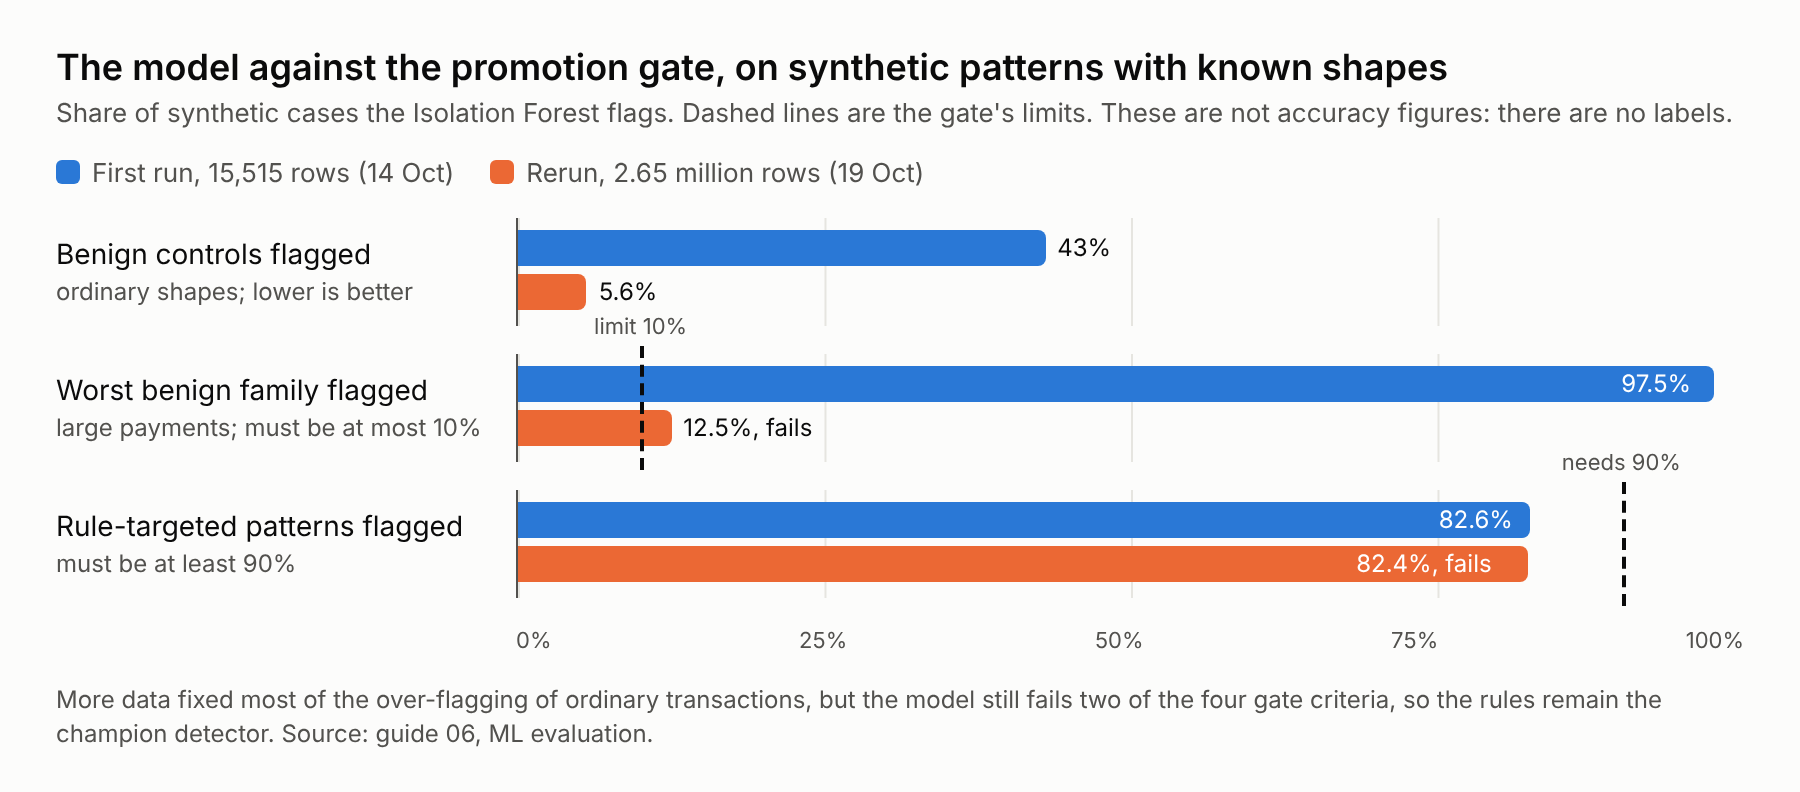 The model against the promotion gate, on synthetic patterns with known shapes
Share of synthetic cases the Isolation Forest flags. Dashed lines are the gate's limits. These are not accuracy figures: there are no labels.
First run, 15,515 rows (14 Oct)
Rerun, 2.65 million rows (19 Oct)
Benign controls flagged
ordinary shapes; lower is better
43%
5.6%
limit 10%
Worst benign family flagged
large payments; must be at most 10%
97.5%
12.5%, fails
needs 90%
Rule-targeted patterns flagged
must be at least 90%
82.6%
82.4%, fails
0%
25%
50%
75%
100%
More data fixed most of the over-flagging of ordinary transactions, but the model still fails two of the four gate criteria, so the rules remain the
champion detector. Source: guide 06, ML evaluation.